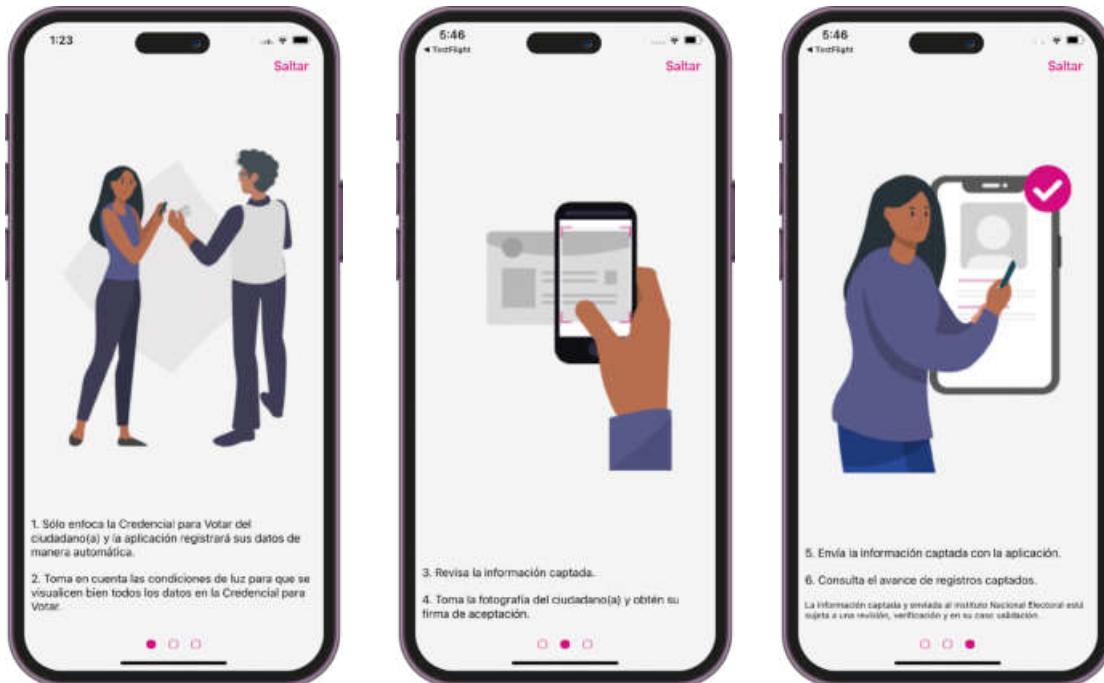 1:23
Saltar
1. Sólo enfoca la Credencial para Votar del
ciudadano(a) y la aplicación registrará sus datos de
manera automática.
2. Toma en cuenta las condiciones de luz para que se
visualicen bien todos los datos en la Credencial para
Votar.
5:46
◀ TestFlight
Saltar
3. Revisa la información captada.
4. Toma la fotografía del ciudadano(a) y obtén su
firma de aceptación.
5:46
◀ TestFlight
Saltar
5. Envía la información captada con la aplicación.
6. Consulta el avance de registros captados.
La información captada y enviada al Instituto Nacional Electoral está
sujeta a una revisión, verificación y en su caso validación.